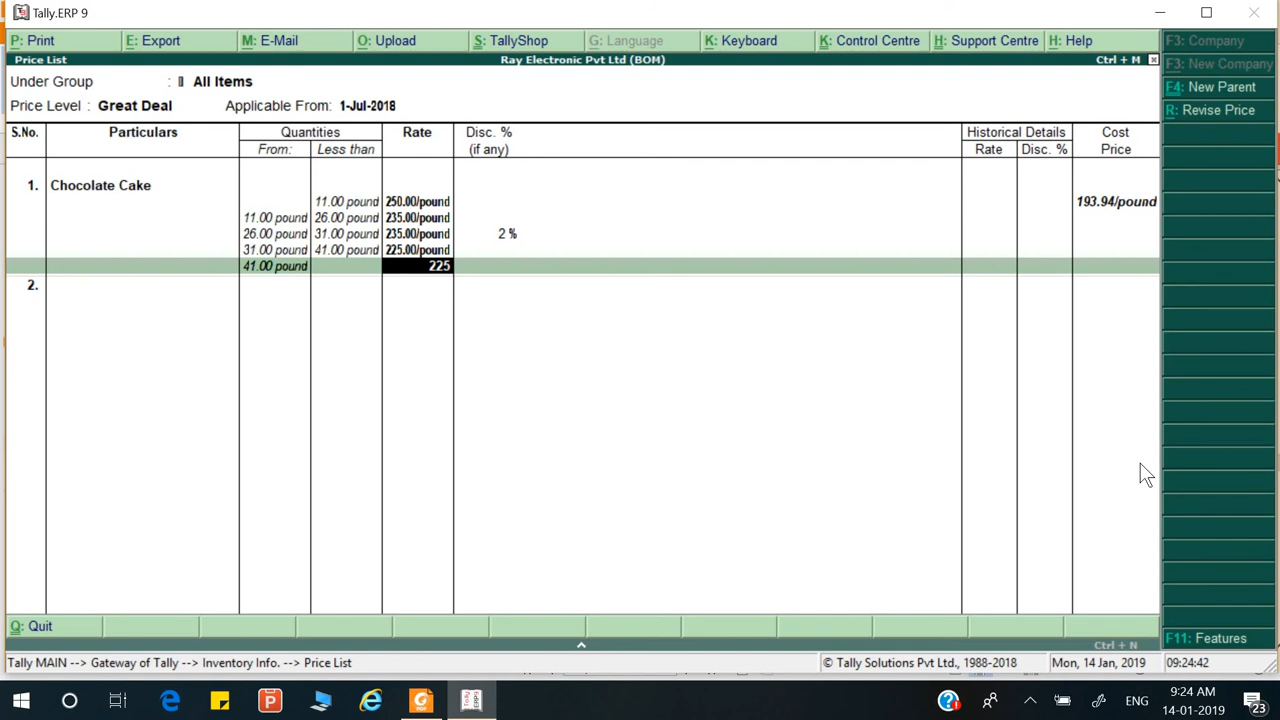 Tally.ERP 9
P: Print E: Export M: E-Mail O: Upload S: TallyShop G: Language K: Keyboard K: Control Centre H: Support Centre H: Help F3: Company
Price List Ray Electronic Pvt Ltd (BOM) Ctrl + M
F3: New Company
Under Group : All Items
F4: New Parent
Price Level : Great Deal Applicable From: 1-Jul-2018
R: Revise Price
S.No. Particulars Quantities Rate Disc. % Historical Details Cost
From: Less than (if any) Rate Disc. % Price
1. Chocolate Cake
11.00 pound 250.00/pound 193.94/pound
11.00 pound 26.00 pound 235.00/pound
26.00 pound 31.00 pound 235.00/pound 2 %
31.00 pound 41.00 pound 225.00/pound
41.00 pound 225
2.
Q: Quit
F11: Features
Ctrl + N
Tally MAIN --> Gateway of Tally --> Inventory Info. --> Price List © Tally Solutions Pvt Ltd., 1988-2018 Mon, 14 Jan, 2019 09:24:42
ENG 9:24 AM
14-01-2019 23